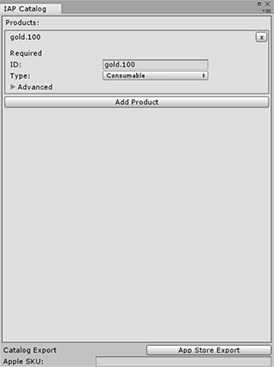 IAP Catalog
Products:
gold.100 x
Required
ID: gold.100
Type: Consumable
Advanced
Add Product
Catalog Export App Store Export
Apple SKU: